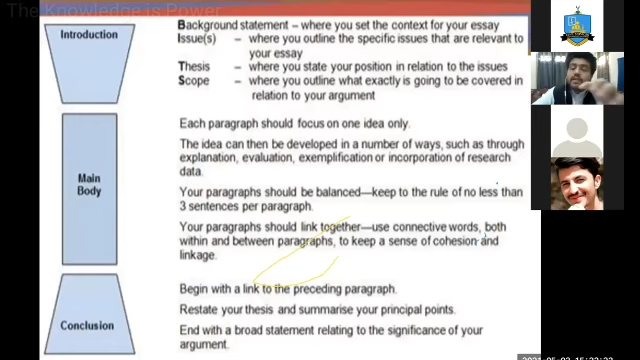 The Knowledge is Power
Introduction
Background statement – where you set the context for your essay
Issue(s) – where you outline the specific issues that are relevant to
your essay
Thesis – where you state your position in relation to the issues
Scope – where you outline what exactly is going to be covered in
relation to your argument
Main
Body
Each paragraph should focus on one idea only.
The idea can then be developed in a number of ways, such as through
explanation, evaluation, exemplification or incorporation of research
data.
Your paragraphs should be balanced—keep to the rule of no less than
3 sentences per paragraph.
Your paragraphs should link together—use connective words, both
within and between paragraphs, to keep a sense of cohesion and
linkage.
Conclusion
Begin with a link to the preceding paragraph.
Restate your thesis and summarise your principal points.
End with a broad statement relating to the significance of your
argument.